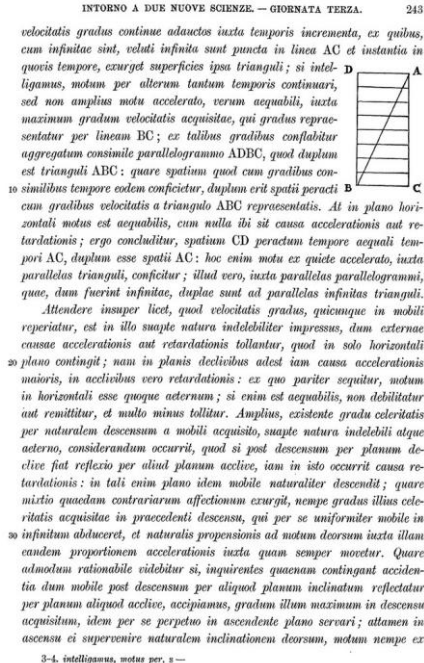 INTORNO A DUE NUOVE SCIENZE. — GIORNATA TERZA. 243
velocitatis gradus continue adauctos iuxta temporis incrementa, ex quibus,
cum infinitae sint, veluti infinita sunt puncta in linea AC et instantia in
quovis tempore, exurget superficies ipsa trianguli; si intel-
ligamus, motum per alterum tantum temporis continuari,
sed non amplius motu accelerato, verum aequabili, iuxta
maximum gradum velocitatis acquisitae, qui gradus reprae-
sentatur per lineam BC; ex talibus gradibus conflabitur
aggregatum consimile parallelogrammo ADBC, quod duplum
est trianguli ABC: quare spatium quod cum gradibus con-
10 similibus tempore eodem conficietur, duplum erit spatii peracti
cum gradibus velocitatis a triangulo ABC repraesentatis. At in plano hori-
zontali motus est aequabilis, cum nulla ibi sit causa accelerationis aut re-
tardationis; ergo concluditur, spatium CD peractum tempore aequali tem-
pori AC, duplum esse spatii AC: hoc enim motu ex quiete accelerato, iuxta
parallelas trianguli, conficitur; illud vero, iuxta parallelas parallelogrammi,
quae, dum fuerint infinitae, duplae sunt ad parallelas infinitas trianguli.
Attendere insuper licet, quod velocitatis gradus, quicunque in mobili
reperiatur, est in illo suapte natura indelebiliter impressus, dum externae
causae accelerationis aut retardationis tollantur, quod in solo horizontali
20 plano contingit; nam in planis declivibus adest iam causa accelerationis
maioris, in acclivibus vero retardationis: ex quo pariter sequitur, motum
in horizontali esse quoque aeternum; si enim est aequabilis, non debilitatur
aut remittitur, et multo minus tollitur. Amplius, existente gradu celeritatis
per naturalem descensum a mobili acquisito, suapte natura indelebili atque
aeterno, considerandum occurrit, quod si post descensum per planum de-
clive fiat reflexio per aliud planum acclive, iam in isto occurrit causa re-
tardationis: in tali enim plano idem mobile naturaliter descendit; quare
mixtio quaedam contrariarum affectionum exurgit, nempe gradus illius cele-
ritatis acquisitae in praecedenti descensu, qui per se uniformiter mobile in
30 infinitum abduceret, et naturalis propensionis ad motum deorsum iuxta illam
eandem proportionem accelerationis iuxta quam semper movetur. Quare
admodum rationabile videbitur si, inquirentes quaenam contingant acciden-
tia dum mobile post descensum per aliquod planum inclinatum reflectatur
per planum aliquod acclive, accipiamus, gradum illum maximum in descensu
acquisitum, idem per se perpetuo in ascendente plano servari; attamen in
ascensu ei supervenire naturalem inclinationem deorsum, motum nempe ex
3-4. intelligamus, motus per, s —
D A
B C